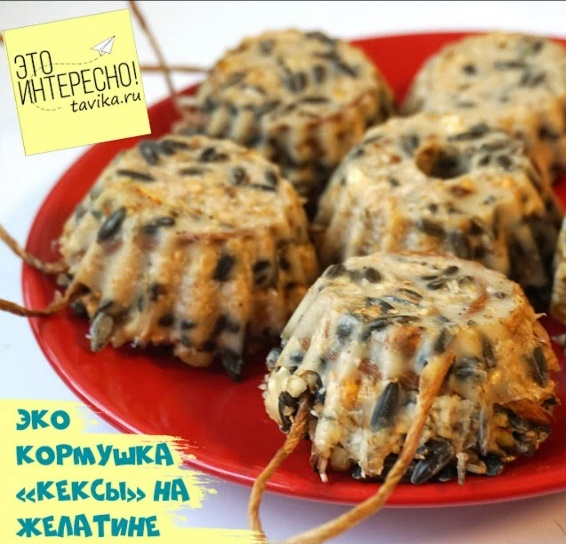 ЭТО
ИНТЕРЕСНО!
tavika.ru
ЭКО
КОРМУШКА
«КЕКСЫ» НА
ЖЕЛАТИНЕ